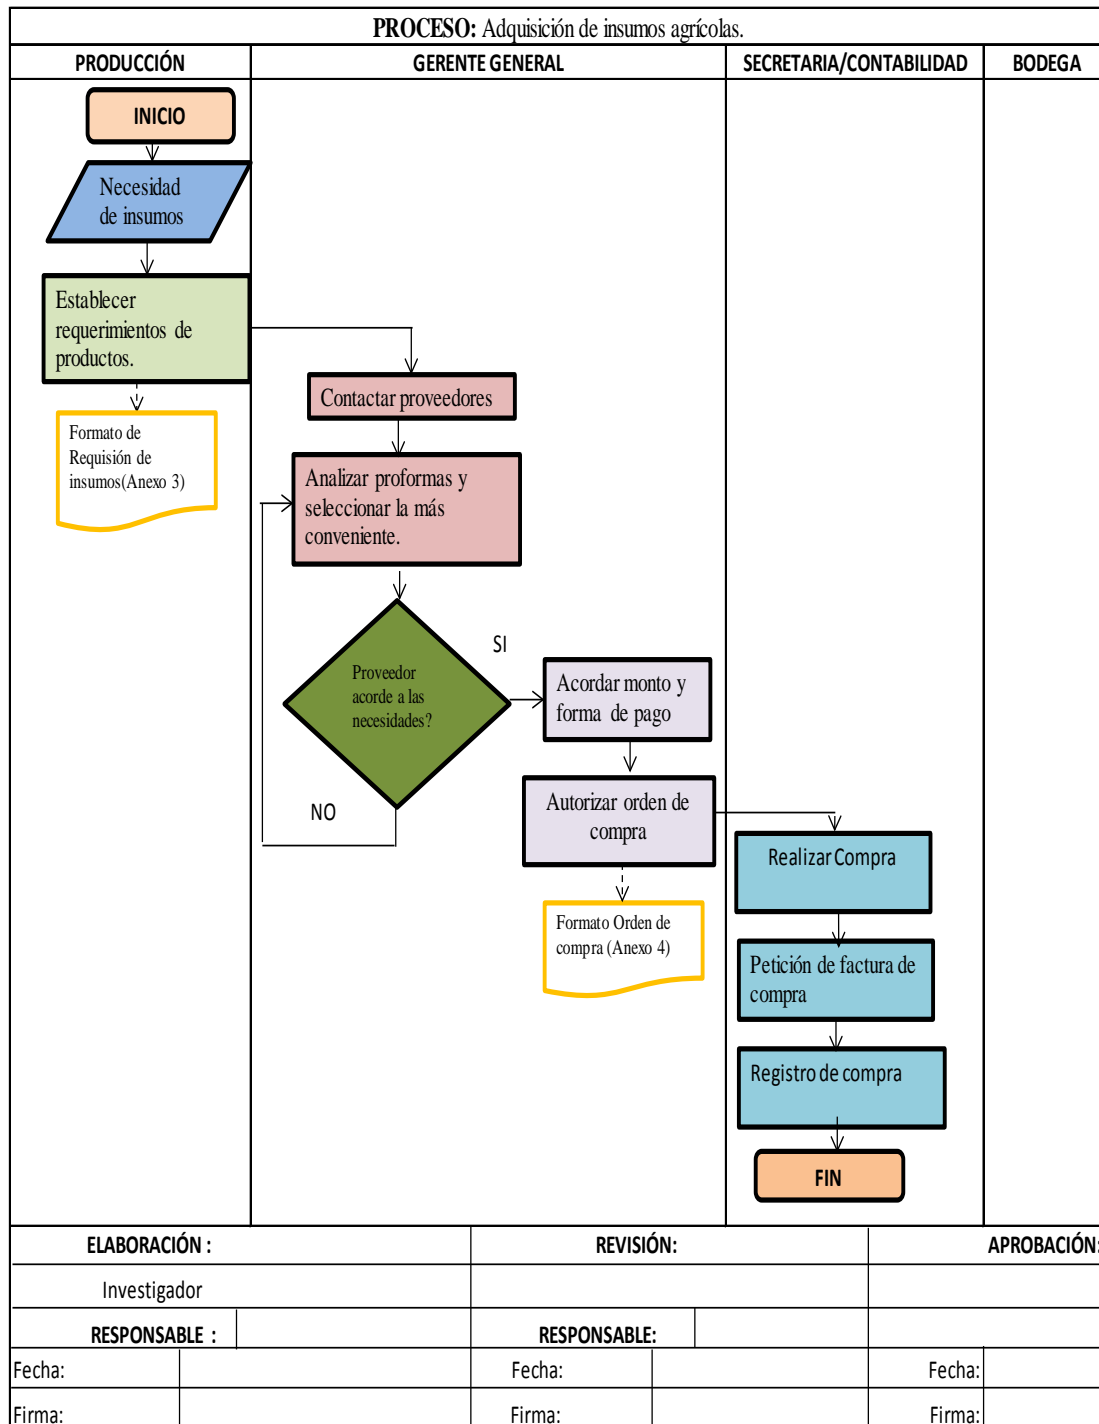 PROCESO: Adquisición de insumos agrícolas.
PRODUCCIÓN
GERENTE GENERAL
SECRETARIA/CONTABILIDAD
BODEGA
INICIO
Necesidad
de insumos
Establecer
requerimientos de
productos.
Formato de
Requisión de
insumos(Anexo 3)
Contactar proveedores
Analizar proformas y
seleccionar la más
conveniente.
Proveedor
acorde a las
necesidades?
SI
NO
Acordar monto y
forma de pago
Autorizar orden de
compra
Formato Orden de
compra (Anexo 4)
Realizar Compra
Petición de factura de
compra
Registro de compra
FIN
ELABORACIÓN :
REVISIÓN:
APROBACIÓN:
Investigador
RESPONSABLE :
RESPONSABLE:
Fecha:
Fecha:
Fecha:
Firma:
Firma:
Firma: